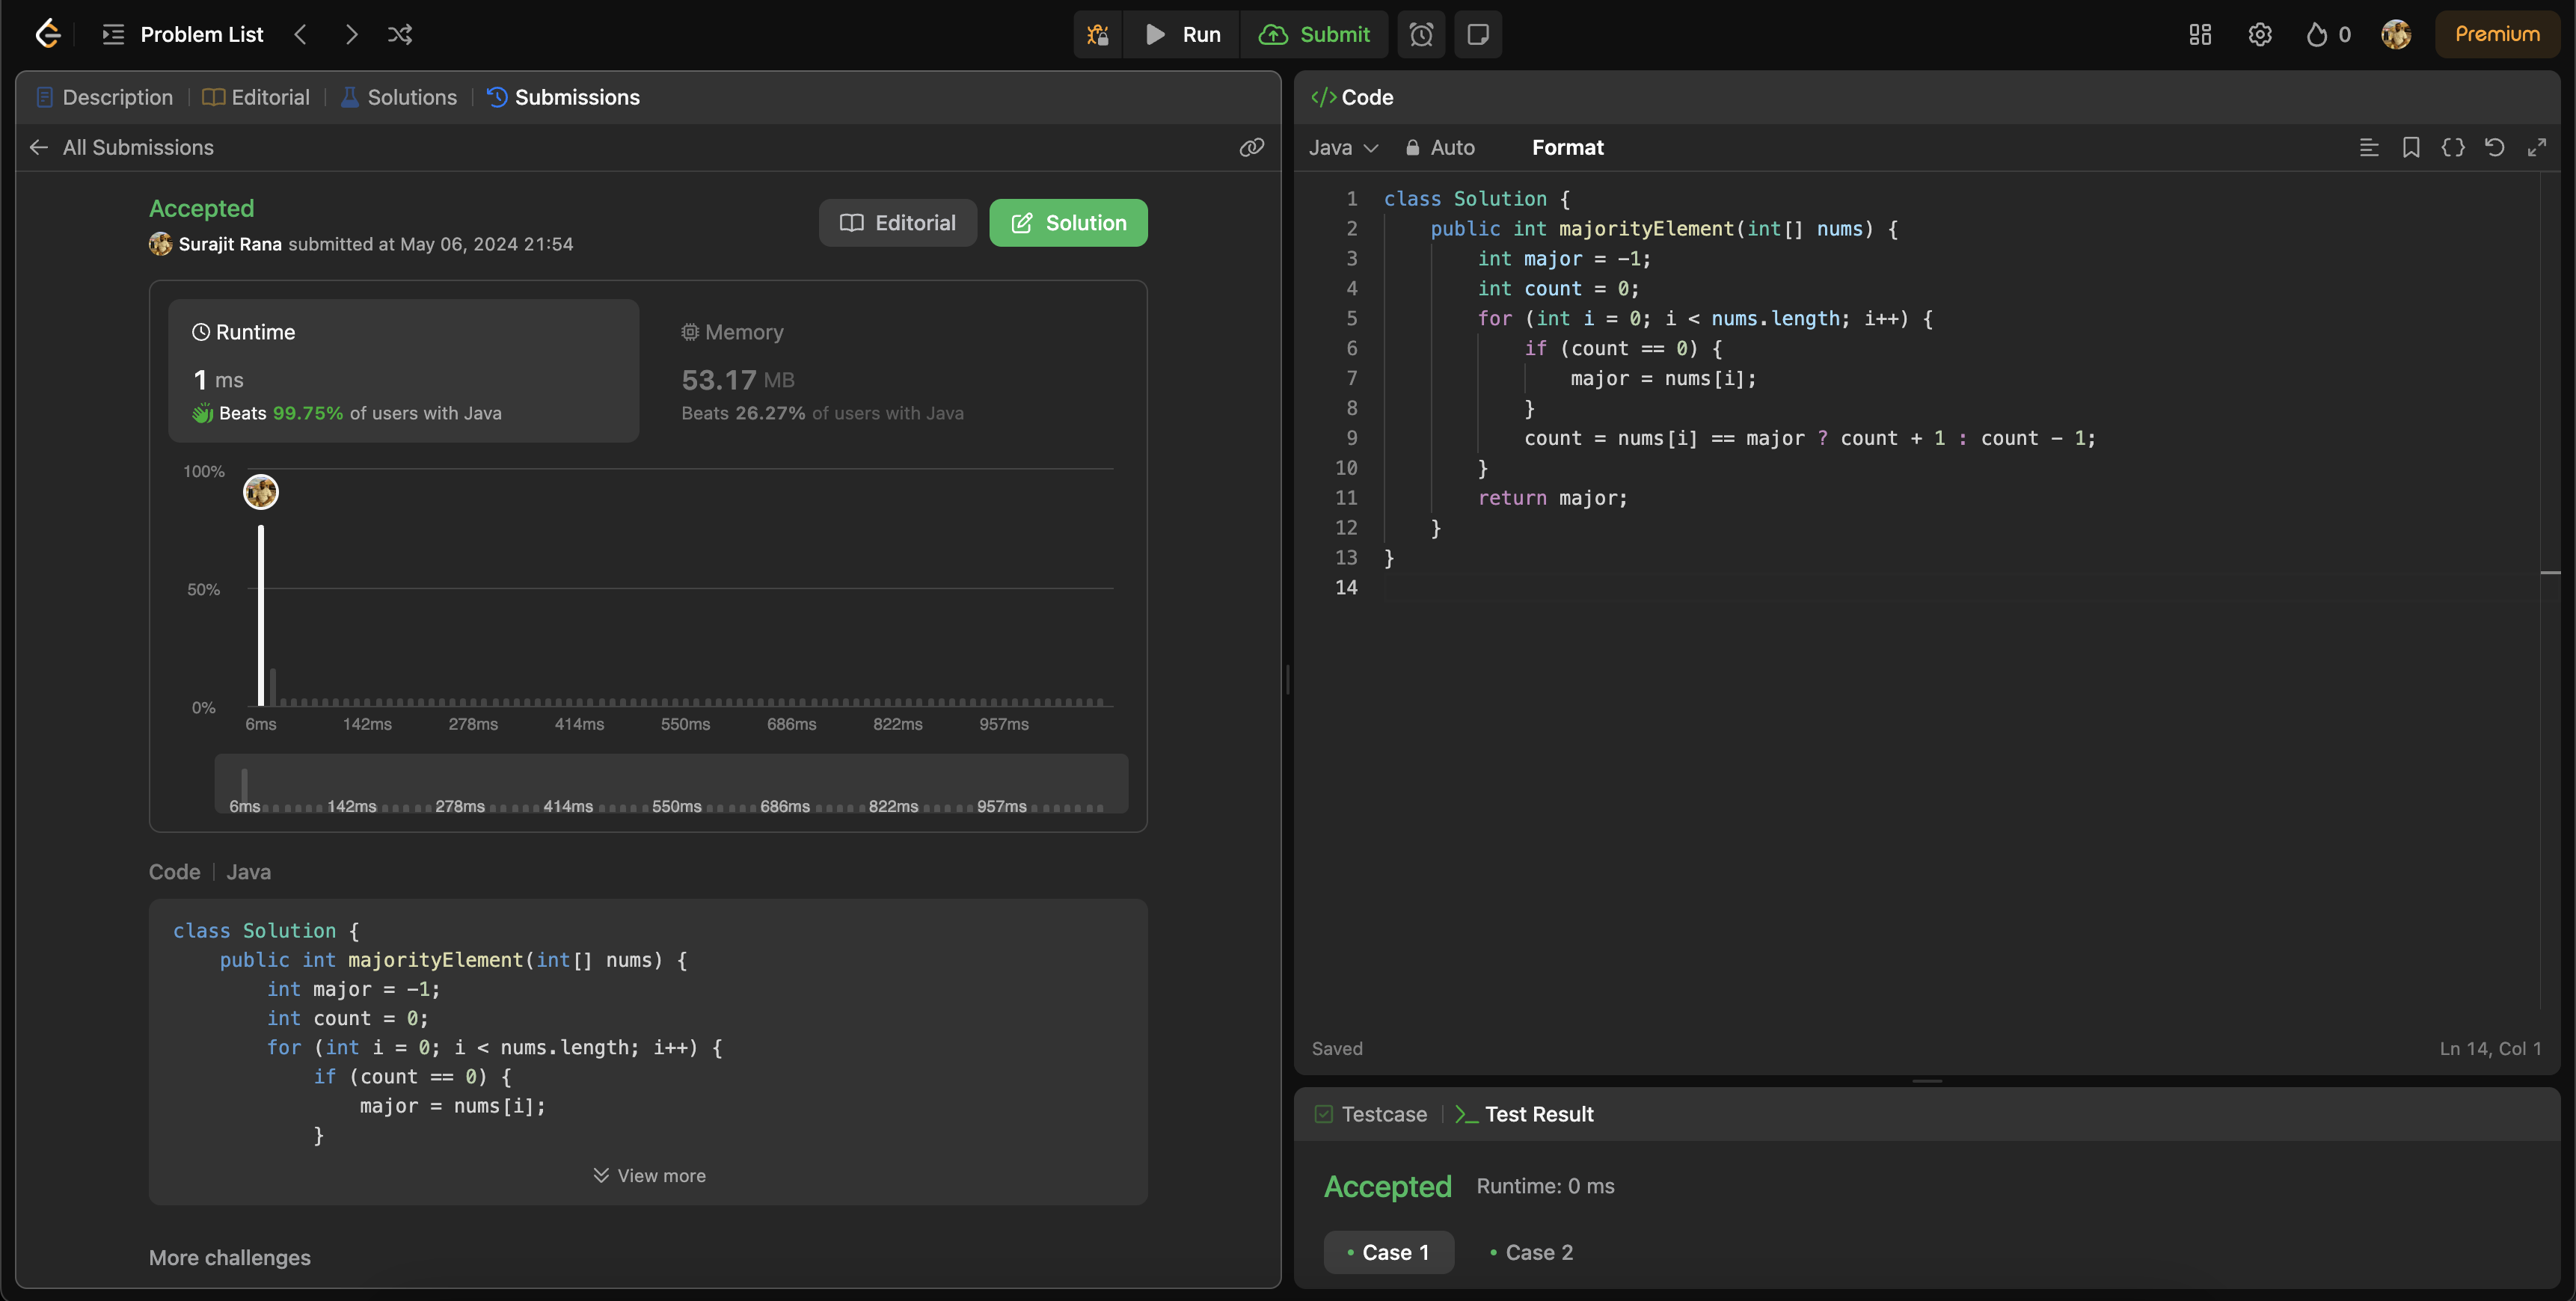 Problem List
Run
Submit
0
Premium
Description
Editorial
Solutions
Submissions
All Submissions
Accepted
Surajit Rana submitted at May 06, 2024 21:54
Editorial
Solution
Runtime
1 ms
Beats 99.75% of users with Java
Memory
53.17 MB
Beats 26.27% of users with Java
100%
50%
0%
6ms 142ms 278ms 414ms 550ms 686ms 822ms 957ms
6ms 142ms 278ms 414ms 550ms 686ms 822ms 957ms
Code | Java
class Solution {
    public int majorityElement(int[] nums) {
        int major = -1;
        int count = 0;
        for (int i = 0; i < nums.length; i++) {
            if (count == 0) {
                major = nums[i];
            }
View more
More challenges
</> Code
Java
Auto
Format
1 class Solution {
2     public int majorityElement(int[] nums) {
3         int major = -1;
4         int count = 0;
5         for (int i = 0; i < nums.length; i++) {
6             if (count == 0) {
7                 major = nums[i];
8             }
9             count = nums[i] == major ? count + 1 : count - 1;
10         }
11         return major;
12     }
13 }
14
Saved
Ln 14, Col 1
Testcase
>_ Test Result
Accepted
Runtime: 0 ms
• Case 1
• Case 2